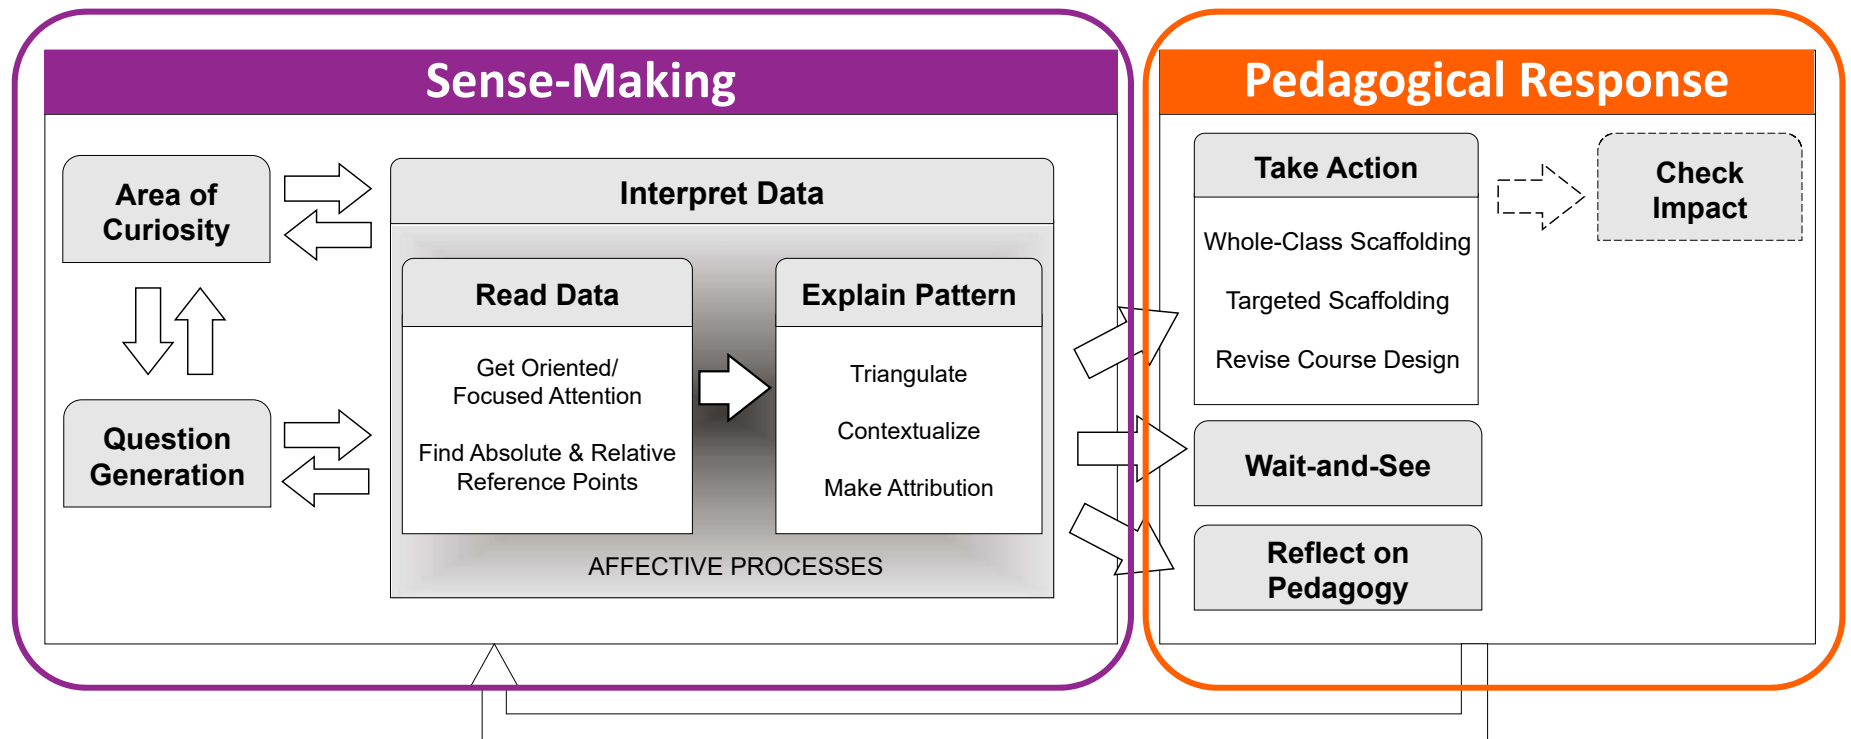 Sense-Making
Area of
Curiosity
Question
Generation
Interpret Data
Read Data
Get Oriented/
Focused Attention
Find Absolute & Relative
Reference Points
Explain Pattern
Triangulate
Contextualize
Make Attribution
AFFECTIVE PROCESSES
Pedagogical Response
Take Action
Whole-Class Scaffolding
Targeted Scaffolding
Revise Course Design
Check
Impact
Wait-and-See
Reflect on
Pedagogy